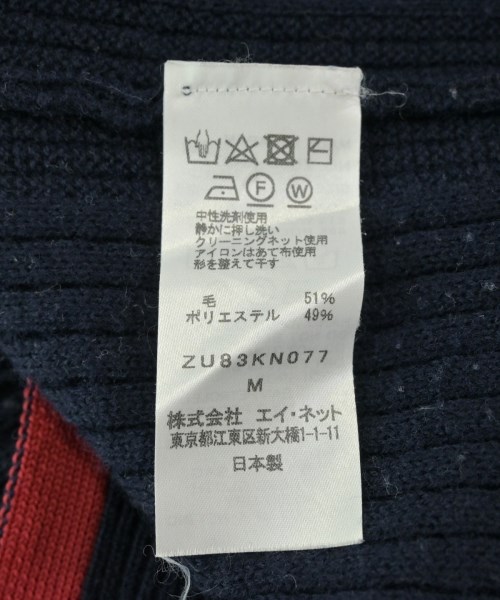 F W
中性洗剤使用
静かに押し洗い
クリーニングネット使用
アイロンはあて布使用
形を整えて干す
毛 51%
ポリエステル 49%
ZU83KN077
M
株式会社 エイ・ネット
東京都江東区新大橋1-1-11
日本製